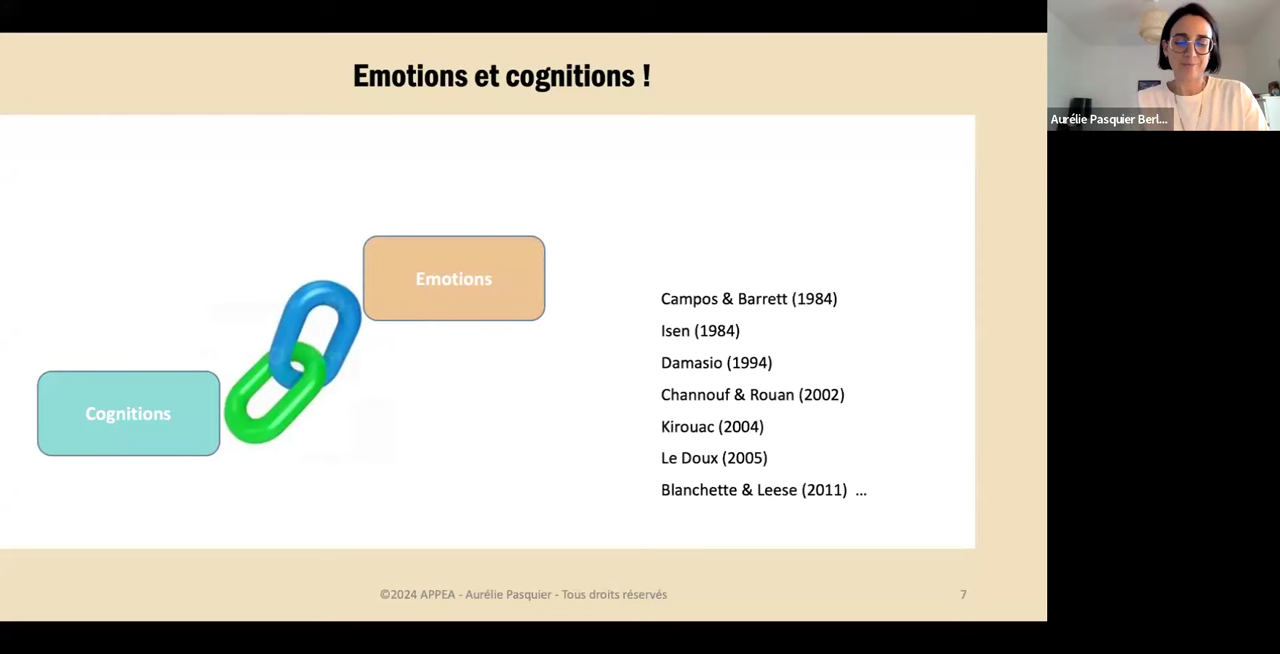 Emotions et cognitions !
Aurélie Pasquier Berl...
Emotions
Cognitions
Campos & Barrett (1984)
Isen (1984)
Damasio (1994)
Channouf & Rouan (2002)
Kirouac (2004)
Le Doux (2005)
Blanchette & Leese (2011) ...
©2024 APPEA - Aurélie Pasquier - Tous droits réservés
7